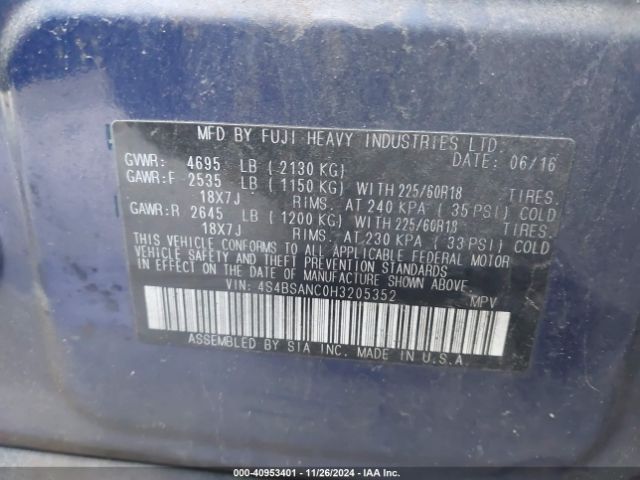 MFD BY FUJI HEAVY INDUSTRIES LTD.
GVWR: 4695 LB (2130 KG) DATE: 06/16
GAWR:F 2535 LB (1150 KG) WITH 225/60R18 TIRES.
18X7J RIMS. AT 240 KPA (35 PSI) COLD
GAWR:R 2645 LB (1200 KG) WITH 225/60R18 TIRES.
18X7J RIMS. AT 230 KPA (33 PSI) COLD
THIS VEHICLE CONFORMS TO ALL APPLICABLE FEDERAL MOTOR
VEHICLE SAFETY AND THEFT PREVENTION STANDARDS
IN EFFECT ON THE DATE OF MANUFACTURE SHOWN ABOVE.
VIN: 4S4BSANC0H3205352 MPV
ASSEMBLED BY SIA INC. MADE IN U.S.A
000-40953401 - 11/26/2024 - IAA Inc.